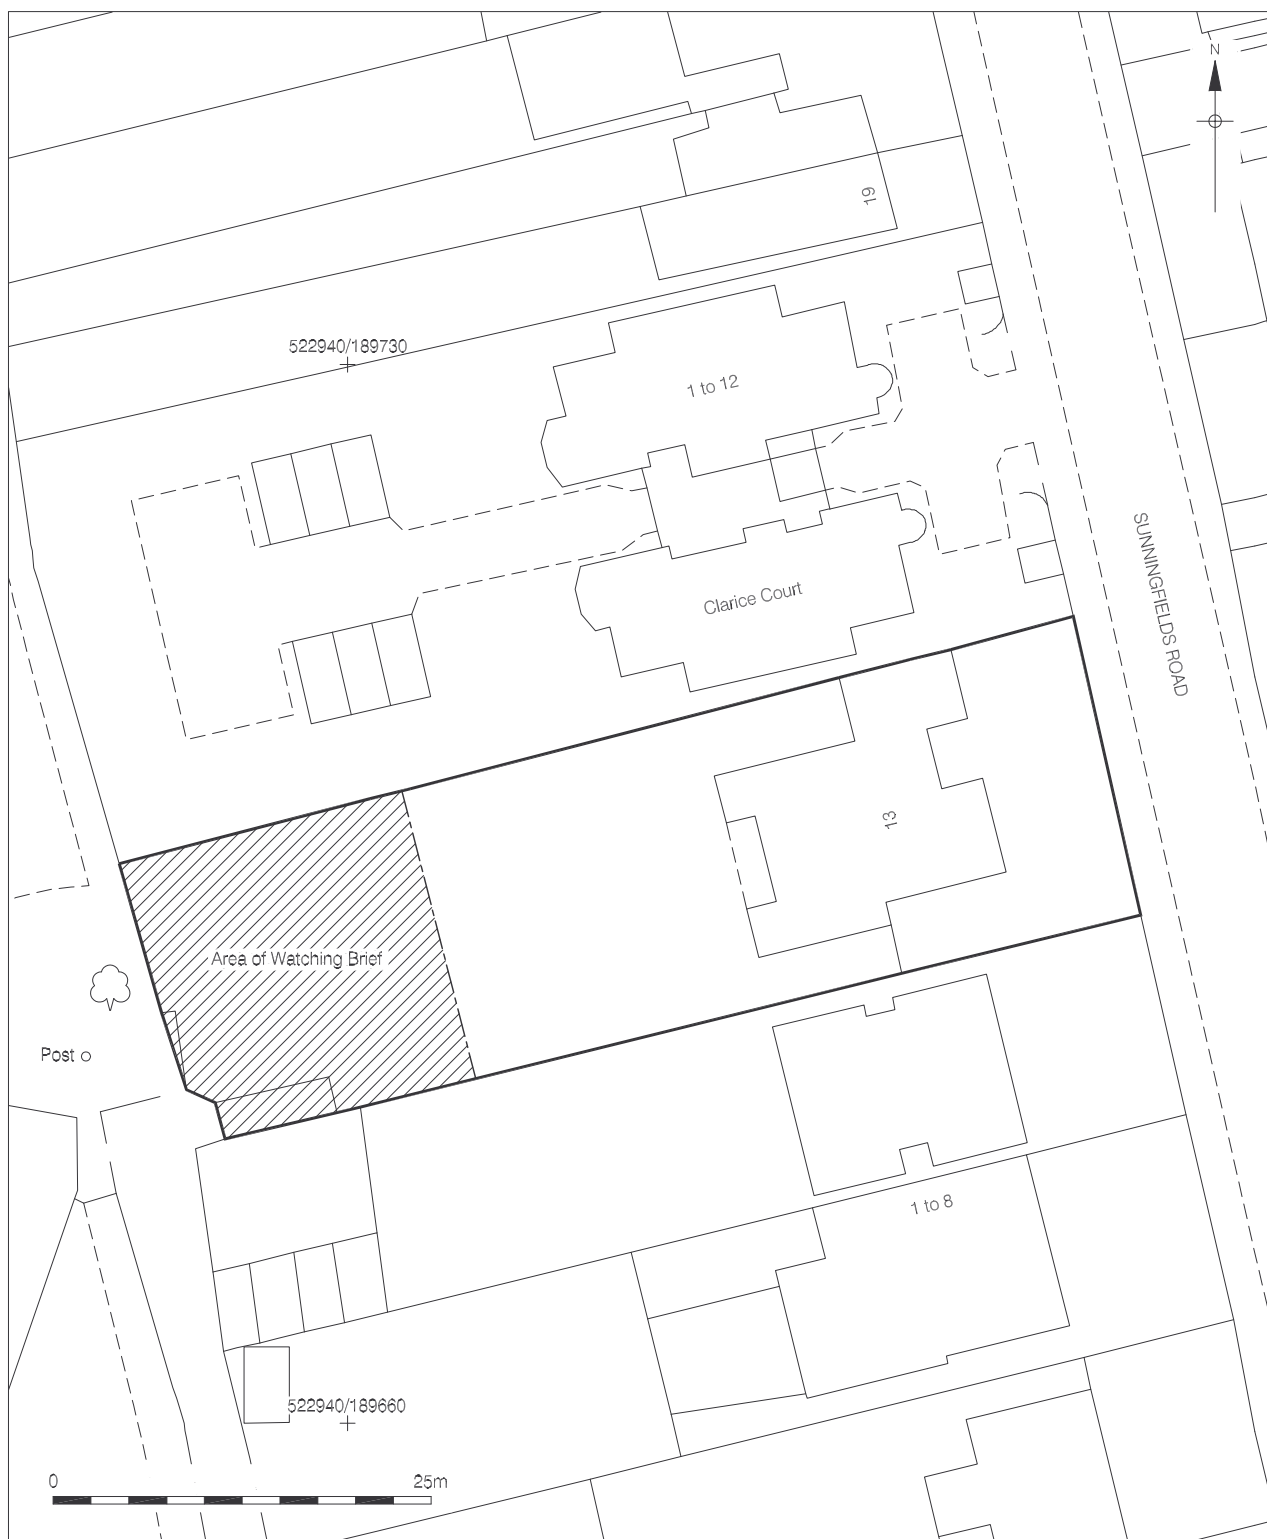 N
19
522940/189730
1 to 12
SUNNINGFIELDS ROAD
Clarice Court
13
Area of Watching Brief
Post
1 to 8
522940/189660
0 25m